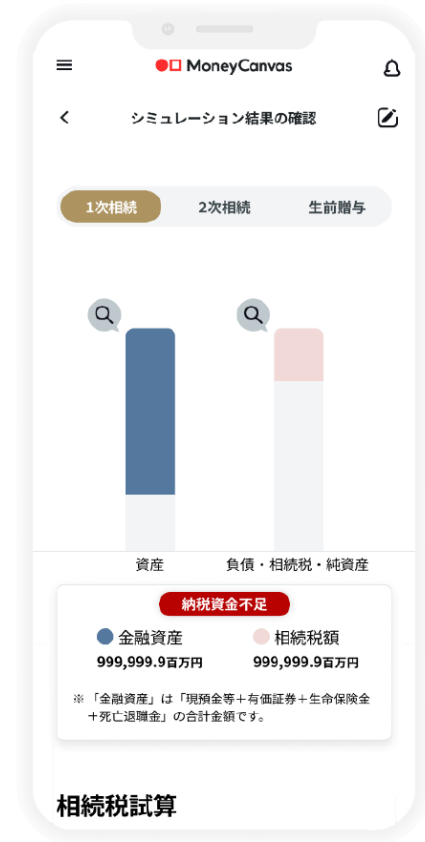 MoneyCanvas
シミュレーション結果の確認
1次相続 2次相続 生前贈与
資産 負債・相続税・純資産
納税資金不足
金融資産 相続税額
999,999.9百万円 999,999.9百万円
※ 「金融資産」は「現預金等＋有価証券＋生命保険金
＋死亡退職金」の合計金額です。
相続税試算